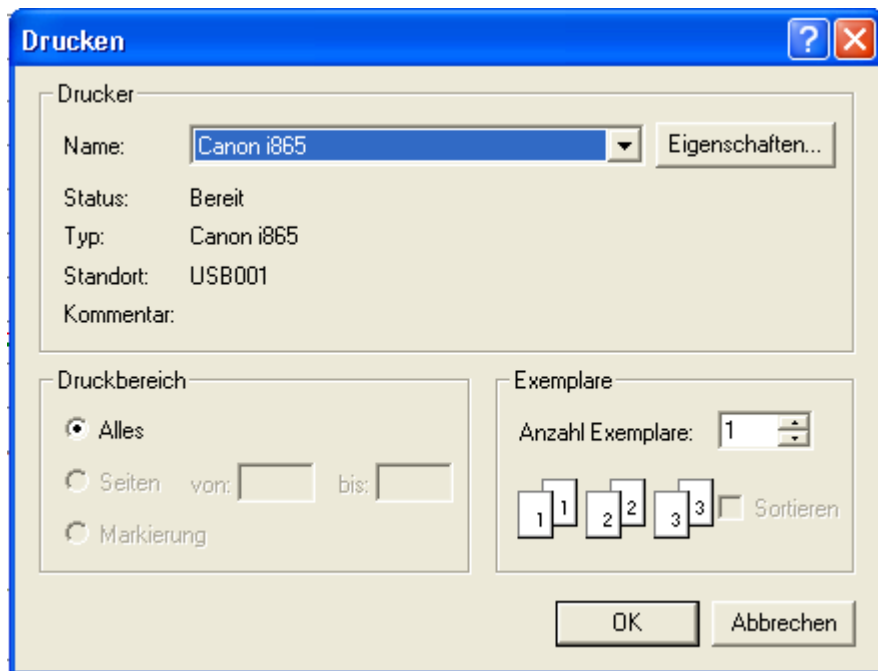 Drucken
Drucker
Name: Canon i865 Eigenschaften...
Status: Bereit
Typ: Canon i865
Standort: USB001
Kommentar:
Druckbereich
Alles
Seiten von: bis:
Markierung
Exemplare
Anzahl Exemplare: 1
1 1 2 2 3 3 Sortieren
OK Abbrechen